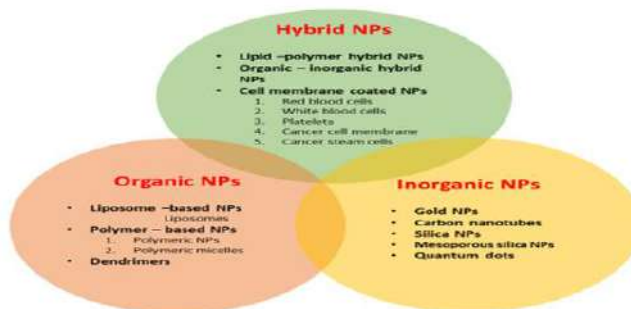 Hybrid NPs
• Lipid –polymer hybrid NPs
• Organic – inorganic hybrid
NPs
• Cell membrane coated NPs
1. Red blood cells
2. White blood cells
3. Platelets
4. Cancer cell membrane
5. Cancer steam cells
Organic NPs
• Liposome –based NPs
Liposomes
• Polymer – based NPs
1. Polymeric NPs
2. Polymeric micelles
• Dendrimers
Inorganic NPs
• Gold NPs
• Carbon nanotubes
• Silica NPs
• Mesoporous silica NPs
• Quantum dots